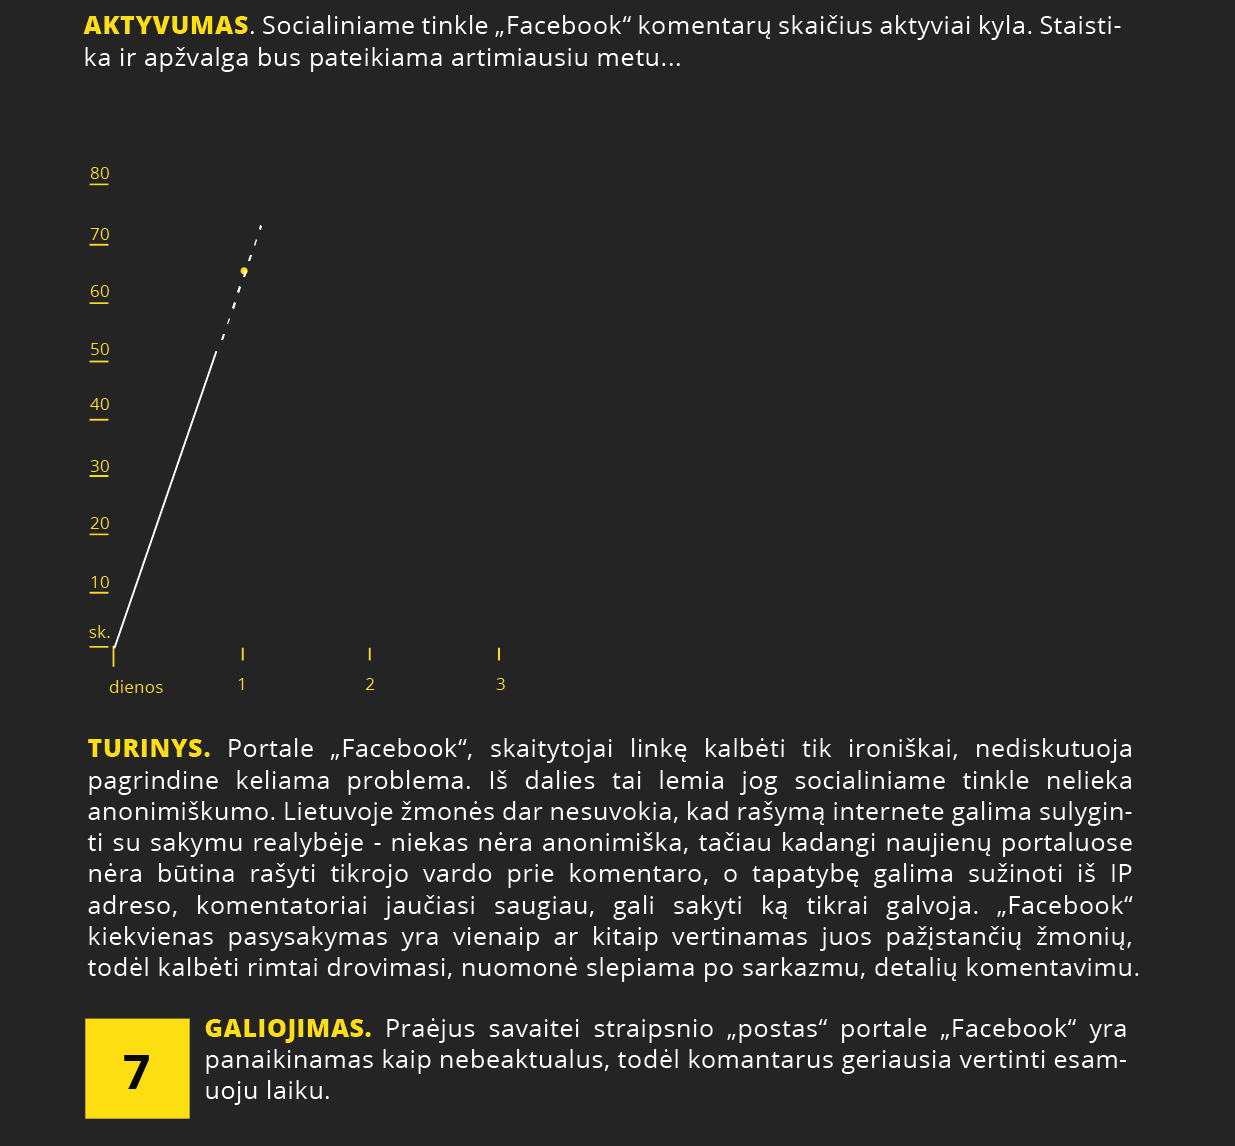 AKTYVUMAS. Socialiniame tinkle „Facebook“ komentarų skaičius aktyviai kyla. Staisti-
ka ir apžvalga bus pateikiama artimiausiu metu...
80
70
60
50
40
30
20
10
sk.
dienos 1 2 3
TURINYS. Portale „Facebook“, skaitytojai linkę kalbėti tik ironiškai, nediskutuoja
pagrindine keliama problema. Iš dalies tai lemia jog socialiniame tinkle nelieka
anonimiškumo. Lietuvoje žmonės dar nesuvokia, kad rašymą internete galima sulygin-
ti su sakymu realybėje - niekas nėra anonimiška, tačiau kadangi naujienų portaluose
nėra būtina rašyti tikrojo vardo prie komentaro, o tapatybę galima sužinoti iš IP
adreso, komentatoriai jaučiasi saugiau, gali sakyti ką tikrai galvoja. „Facebook“
kiekvienas pasysakymas yra vienaip ar kitaip vertinamas juos pažįstančių žmonių,
todėl kalbėti rimtai drovimasi, nuomonė slepiama po sarkazmu, detalių komentavimu.
7
GALIOJIMAS. Praėjus savaitei straipsnio „postas“ portale „Facebook“ yra
panaikinamas kaip nebeaktualus, todėl komantarus geriausia vertinti esam-
uoju laiku.